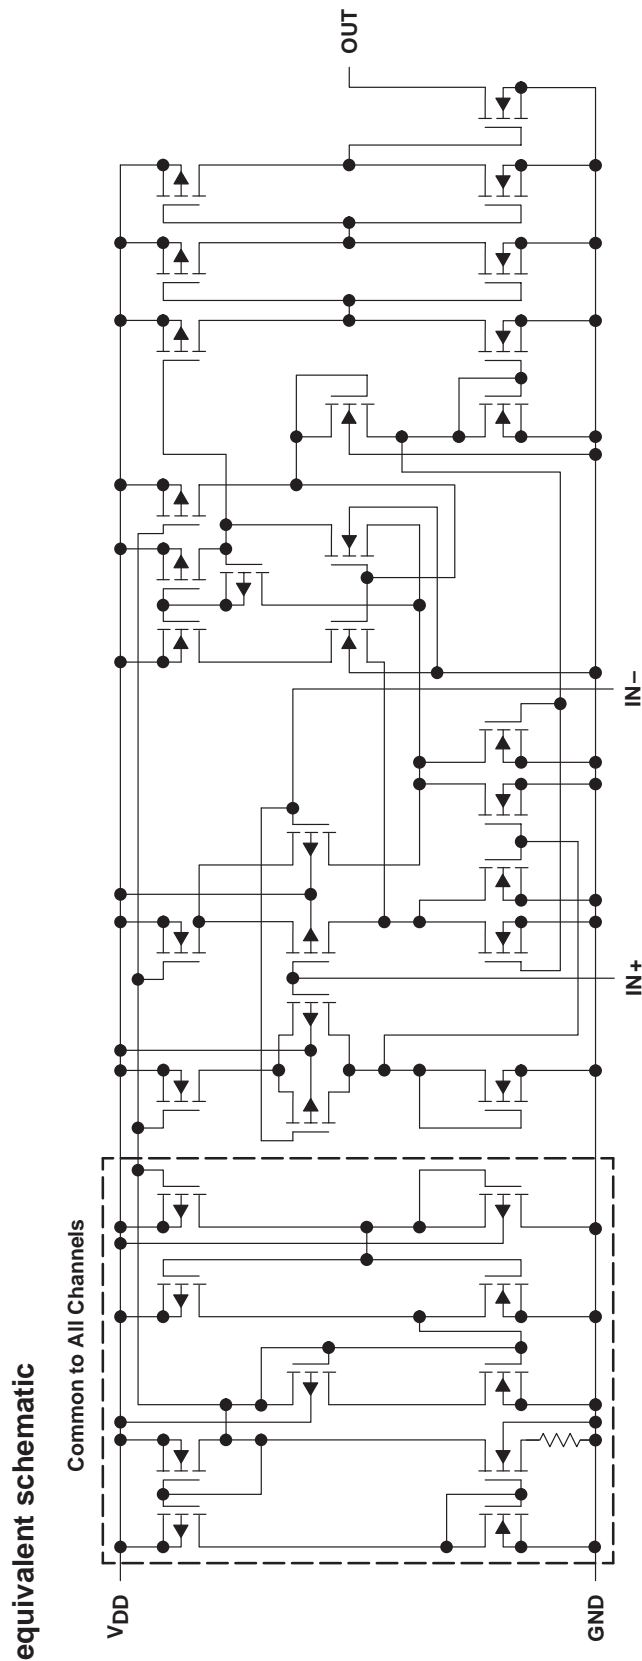 equivalent schematic
Common to All Channels
VDD
GND
IN+
IN−
OUT